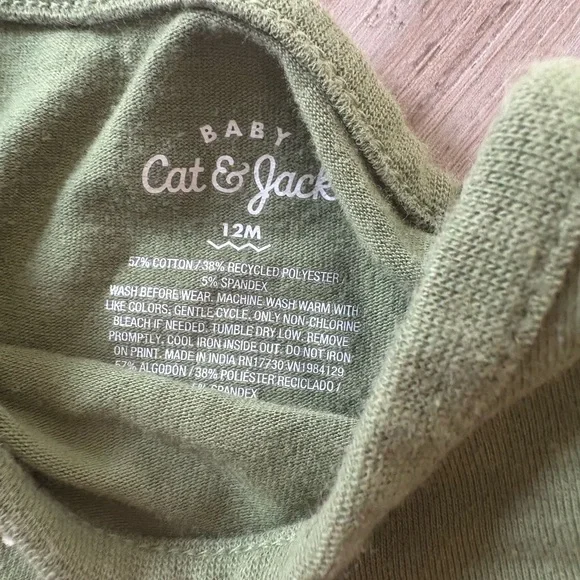 BABY
Cat & Jack
12M
57% COTTON / 38% RECYCLED POLYESTER /
5% SPANDEX
WASH BEFORE WEAR. MACHINE WASH WARM WITH
LIKE COLORS, GENTLE CYCLE. ONLY NON-CHLORINE
BLEACH IF NEEDED. TUMBLE DRY LOW. REMOVE
PROMPTLY. COOL IRON INSIDE OUT. DO NOT IRON
ON PRINT. MADE IN INDIA RN17730 VN1984129
57% ALGODÓN / 38% POLIÉSTER RECICLADO /
5% SPANDEX